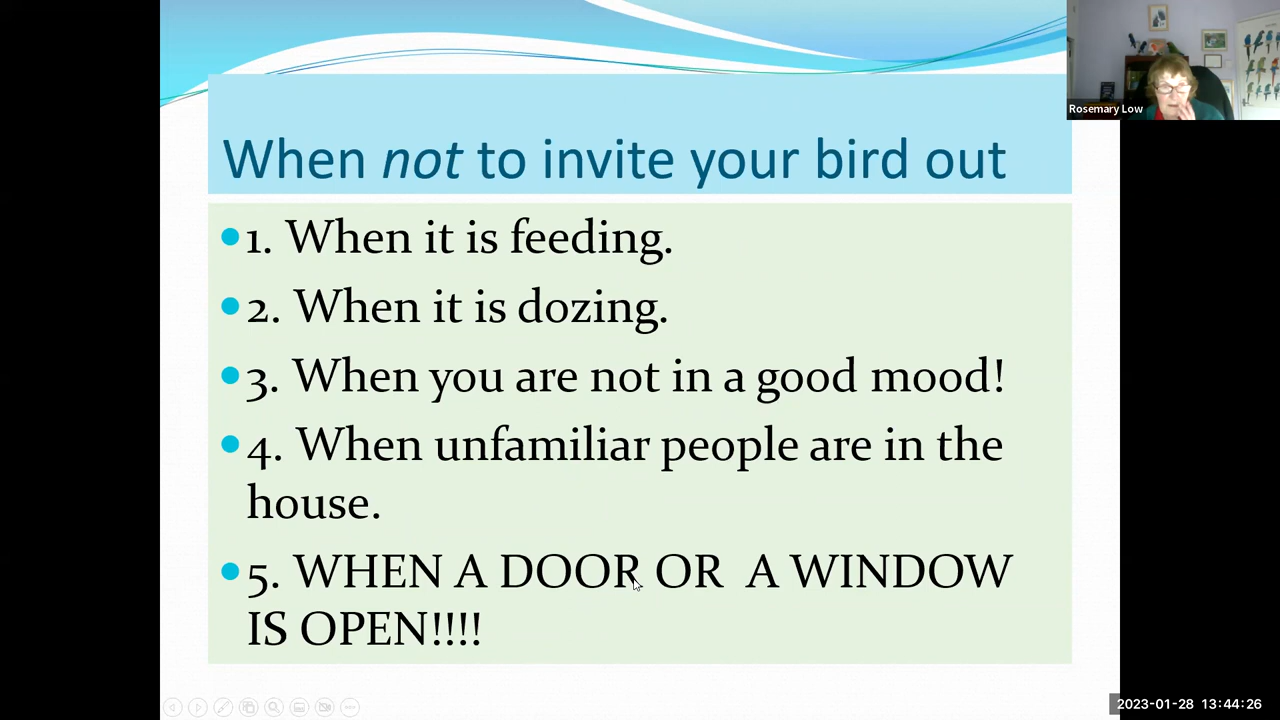 Rosemary Low
When not to invite your bird out
1. When it is feeding.
2. When it is dozing.
3. When you are not in a good mood!
4. When unfamiliar people are in the
house.
5. WHEN A DOOR OR  A WINDOW
IS OPEN!!!!
2023-01-28 13:44:26